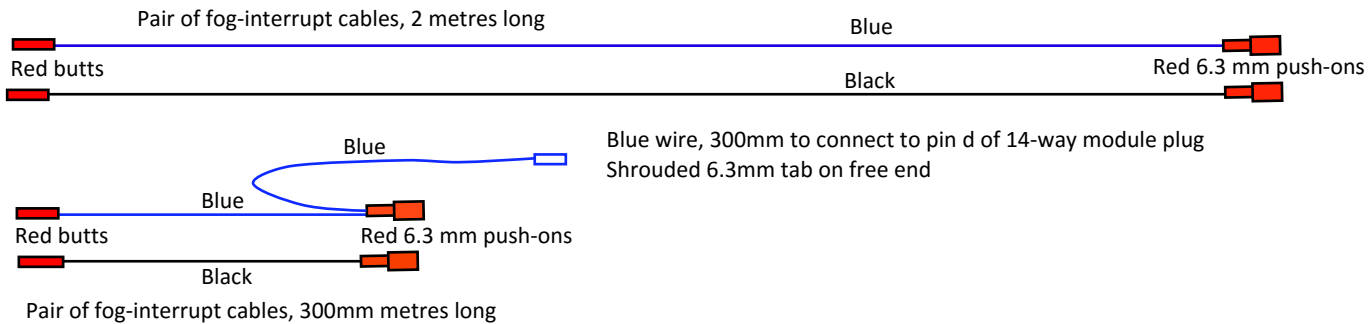 Pair of fog-interrupt cables, 2 metres long
Blue
Red butts
Red 6.3 mm push-ons
Black
Blue wire, 300mm to connect to pin d of 14-way module plug
Shrouded 6.3mm tab on free end
Blue
Blue
Red butts
Red 6.3 mm push-ons
Black
Pair of fog-interrupt cables, 300mm metres long